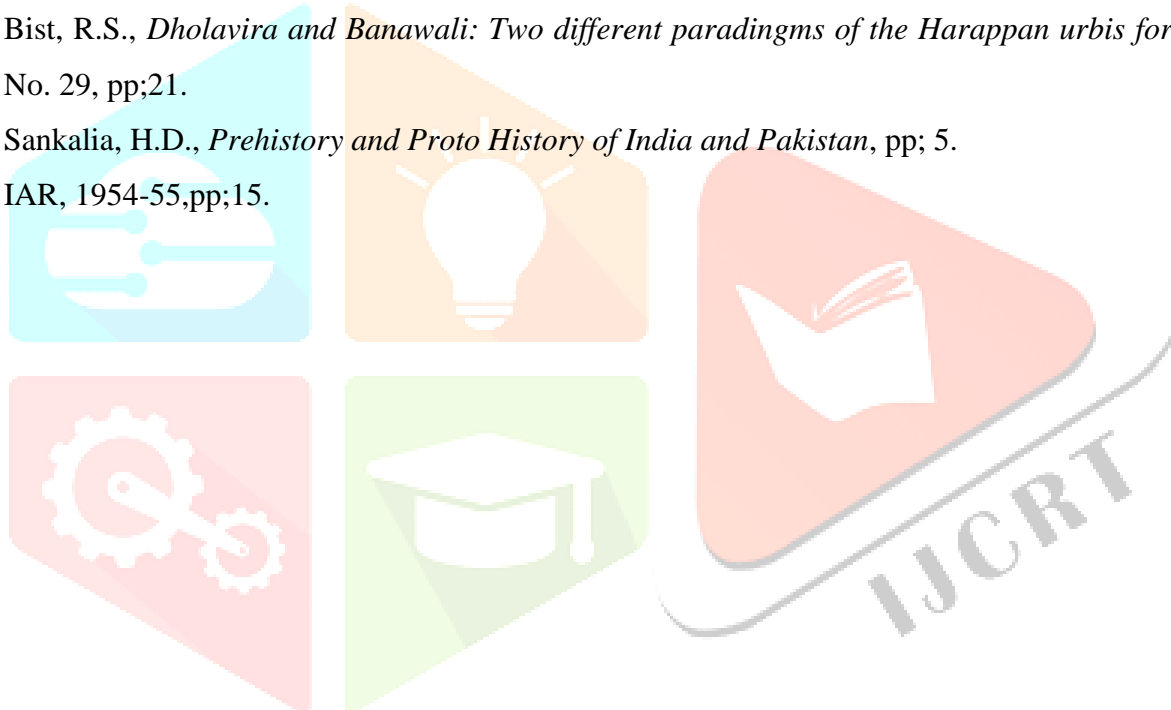 Bist, R.S., Dholavira and Banawali: Two different paradingms of the Harappan urbis for
No. 29, pp;21.
Sankalia, H.D., Prehistory and Proto History of India and Pakistan, pp; 5.
IAR, 1954-55,pp;15.
IJCRT